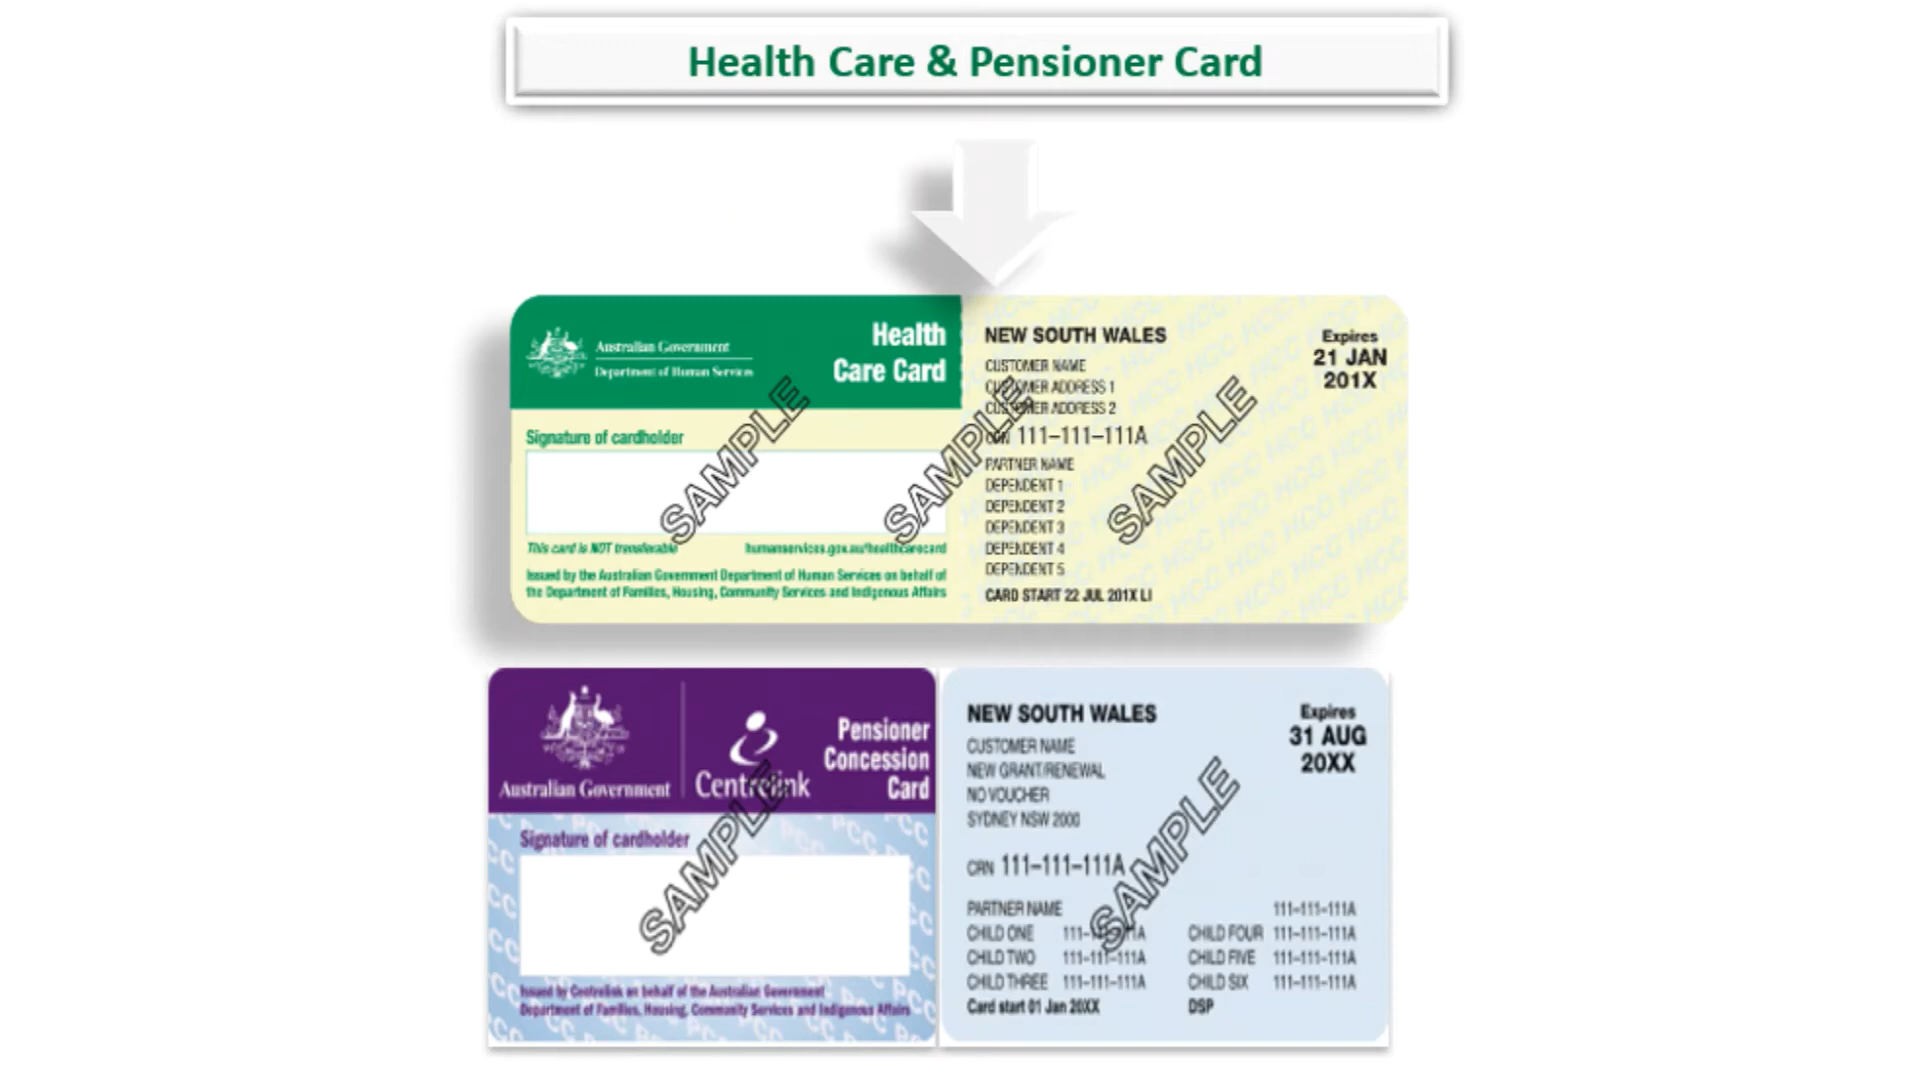 Health Care & Pensioner Card
Australian Government
Department of Human Services
Health
Care Card
Signature of cardholder
This card is NOT transferable
humanservices.gov.au/healthcarecard
Issued by the Australian Government Department of Human Services on behalf of
the Department of Families, Housing, Community Services and Indigenous Affairs
SAMPLE
SAMPLE
NEW SOUTH WALES
Expires
21 JAN
201X
CUSTOMER NAME
CUSTOMER ADDRESS 1
CUSTOMER ADDRESS 2
CRN 111-111-111A
PARTNER NAME
DEPENDENT 1
DEPENDENT 2
DEPENDENT 3
DEPENDENT 4
DEPENDENT 5
CARD START 22 JUL 201X LI
SAMPLE
Australian Government
Centrelink
Pensioner
Concession
Card
Signature of cardholder
SAMPLE
Issued by Centrelink on behalf of the Australian Government
Department of Families, Housing, Community Services and Indigenous Affairs
NEW SOUTH WALES
Expires
31 AUG
20XX
CUSTOMER NAME
NEW GRANT/RENEWAL
NO VOUCHER
SYDNEY NSW 2000
CRN 111-111-111A
PARTNER NAME 111-111-111A
CHILD ONE 111-111-111A CHILD FOUR 111-111-111A
CHILD TWO 111-111-111A CHILD FIVE 111-111-111A
CHILD THREE 111-111-111A CHILD SIX 111-111-111A
Card start 01 Jan 20XX DSP
SAMPLE